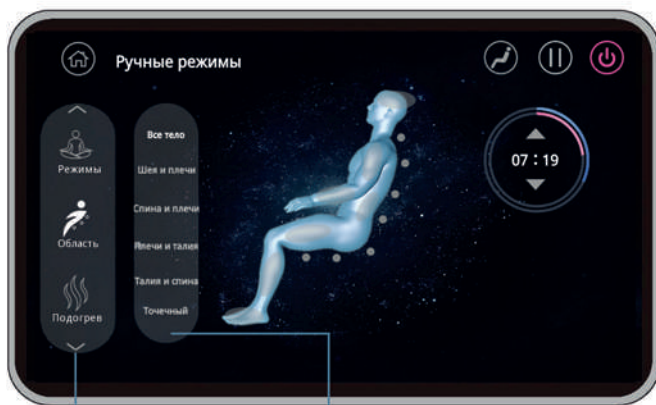 Ручные режимы
Режимы
Область
Подогрев
Все тело
Шея и плечи
Спина и плечи
Плечи и талия
Талия и спина
Точечный
07 : 19